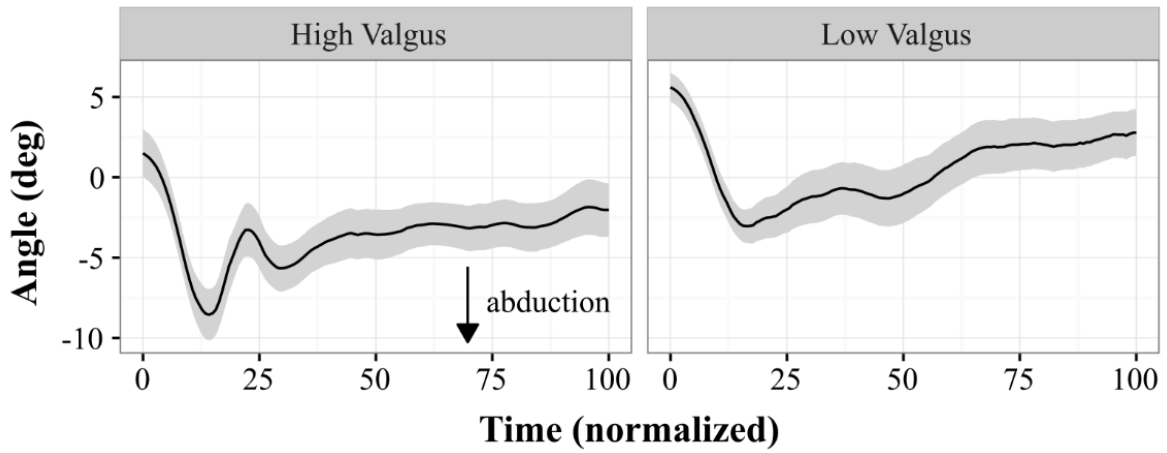 High Valgus
Low Valgus
Angle (deg)
5
0
-5
-10
abduction
0 25 50 75 100
0 25 50 75 100
Time (normalized)